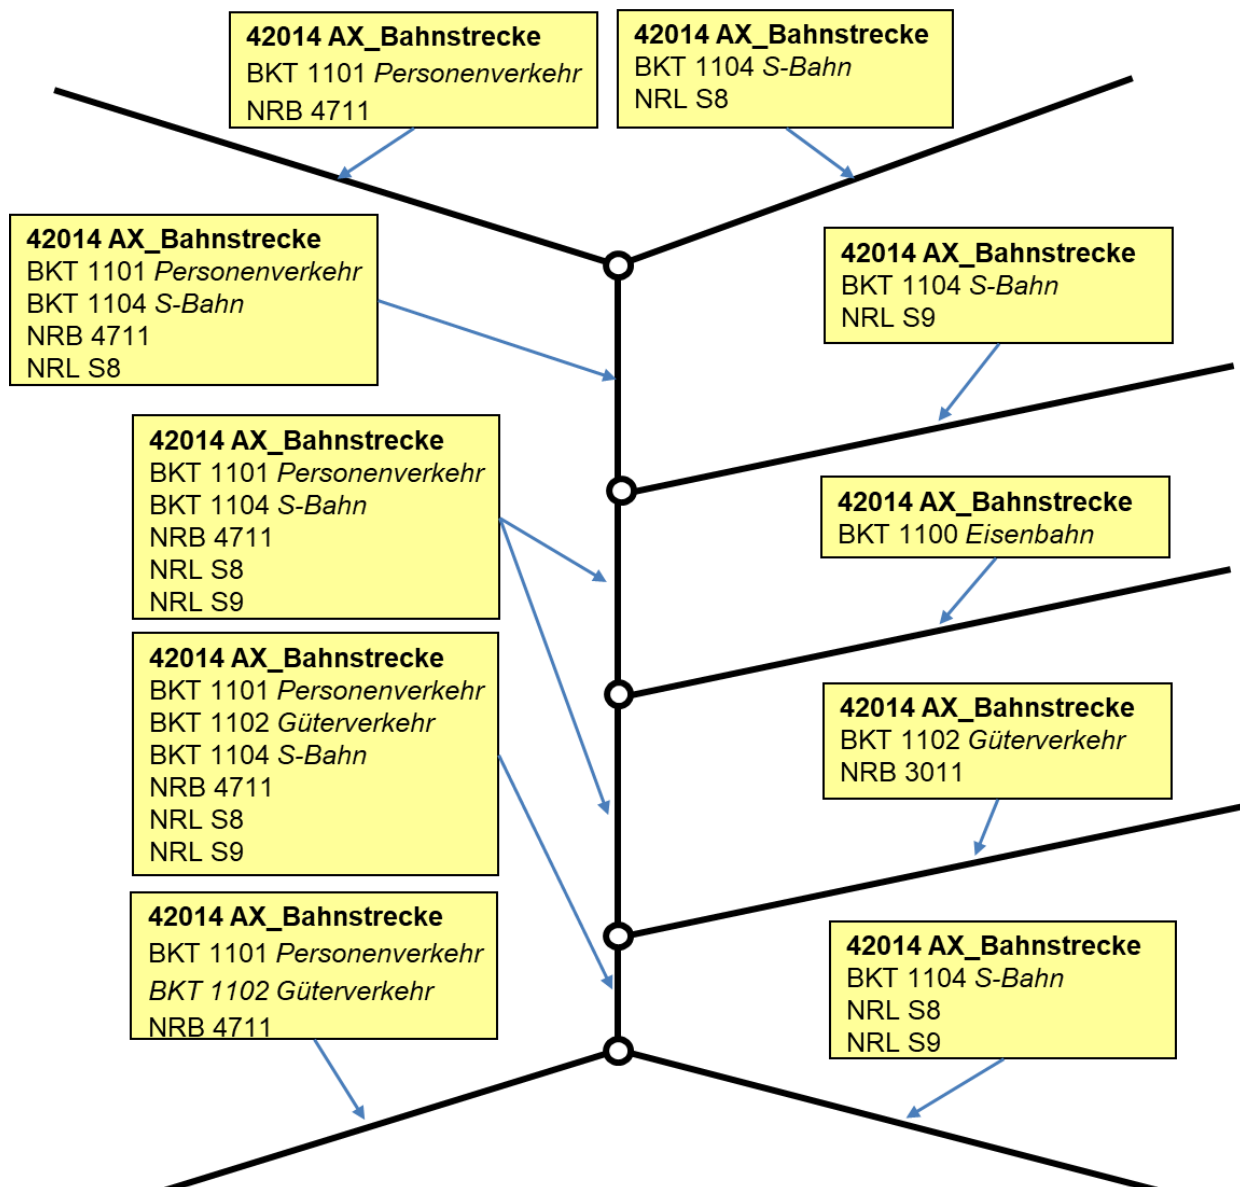 42014 AX_Bahnstrecke
BKT 1101 Personenverkehr
NRB 4711
42014 AX_Bahnstrecke
BKT 1104 S-Bahn
NRL S8
42014 AX_Bahnstrecke
BKT 1101 Personenverkehr
BKT 1104 S-Bahn
NRB 4711
NRL S8
42014 AX_Bahnstrecke
BKT 1104 S-Bahn
NRL S9
42014 AX_Bahnstrecke
BKT 1101 Personenverkehr
BKT 1104 S-Bahn
NRB 4711
NRL S8
NRL S9
42014 AX_Bahnstrecke
BKT 1100 Eisenbahn
42014 AX_Bahnstrecke
BKT 1101 Personenverkehr
BKT 1102 Güterverkehr
BKT 1104 S-Bahn
NRB 4711
NRL S8
NRL S9
42014 AX_Bahnstrecke
BKT 1102 Güterverkehr
NRB 3011
42014 AX_Bahnstrecke
BKT 1101 Personenverkehr
BKT 1102 Güterverkehr
NRB 4711
42014 AX_Bahnstrecke
BKT 1104 S-Bahn
NRL S8
NRL S9